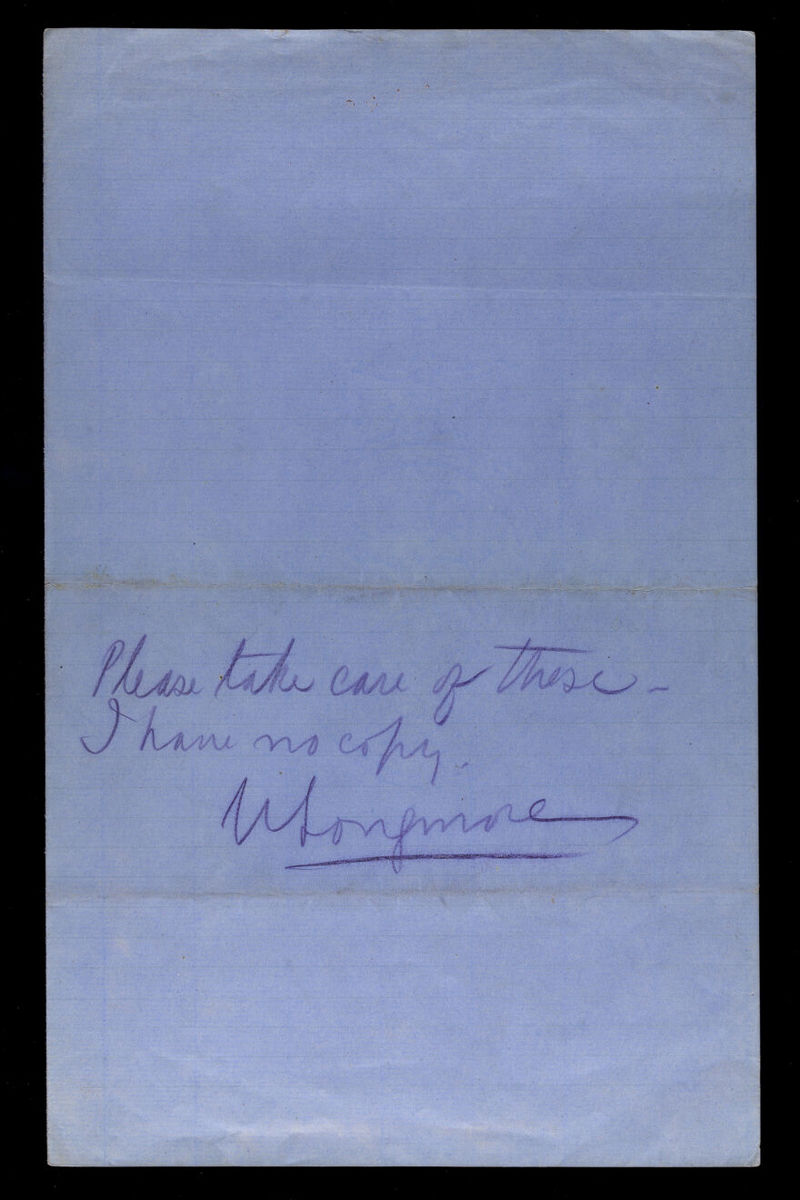 Please take care of these –
I have no copy.
Longmore